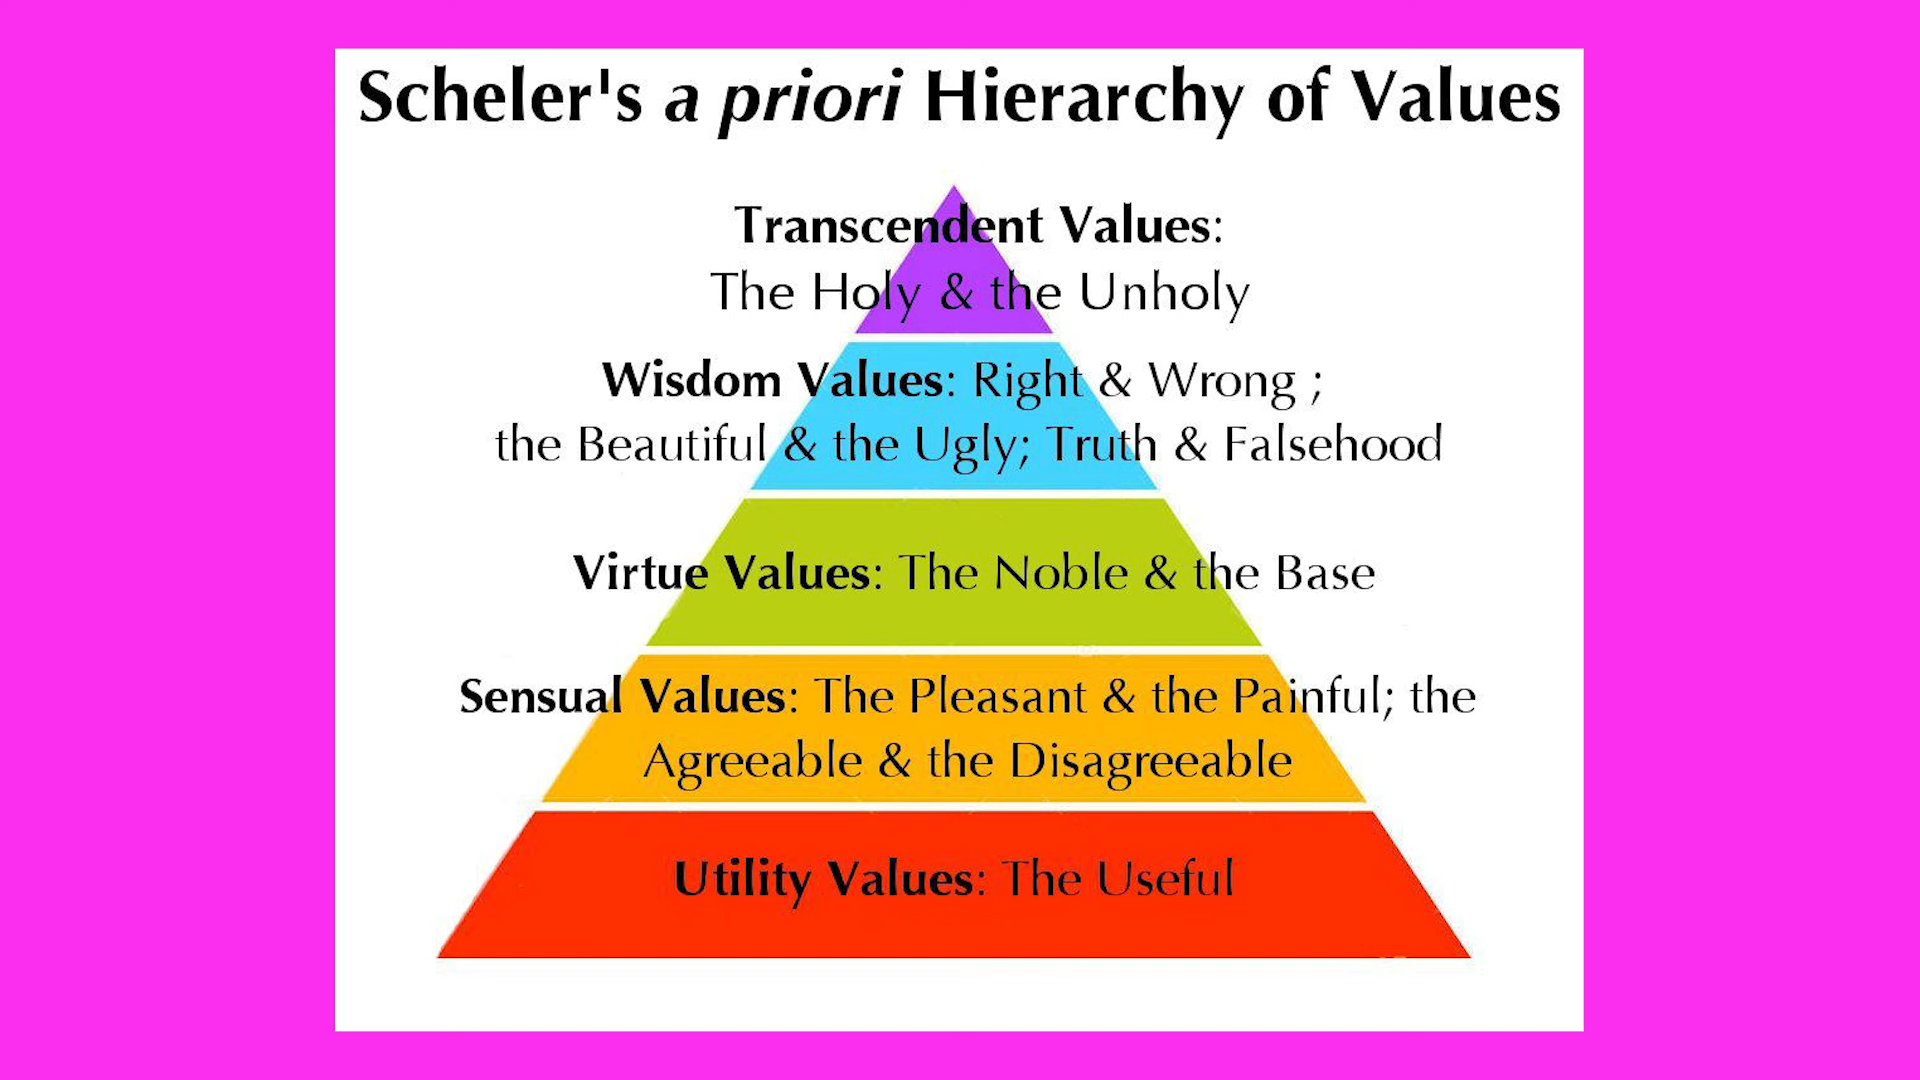 Scheler's a priori Hierarchy of Values
Transcendent Values:
The Holy & the Unholy
Wisdom Values: Right & Wrong ;
the Beautiful & the Ugly; Truth & Falsehood
Virtue Values: The Noble & the Base
Sensual Values: The Pleasant & the Painful; the
Agreeable & the Disagreeable
Utility Values: The Useful